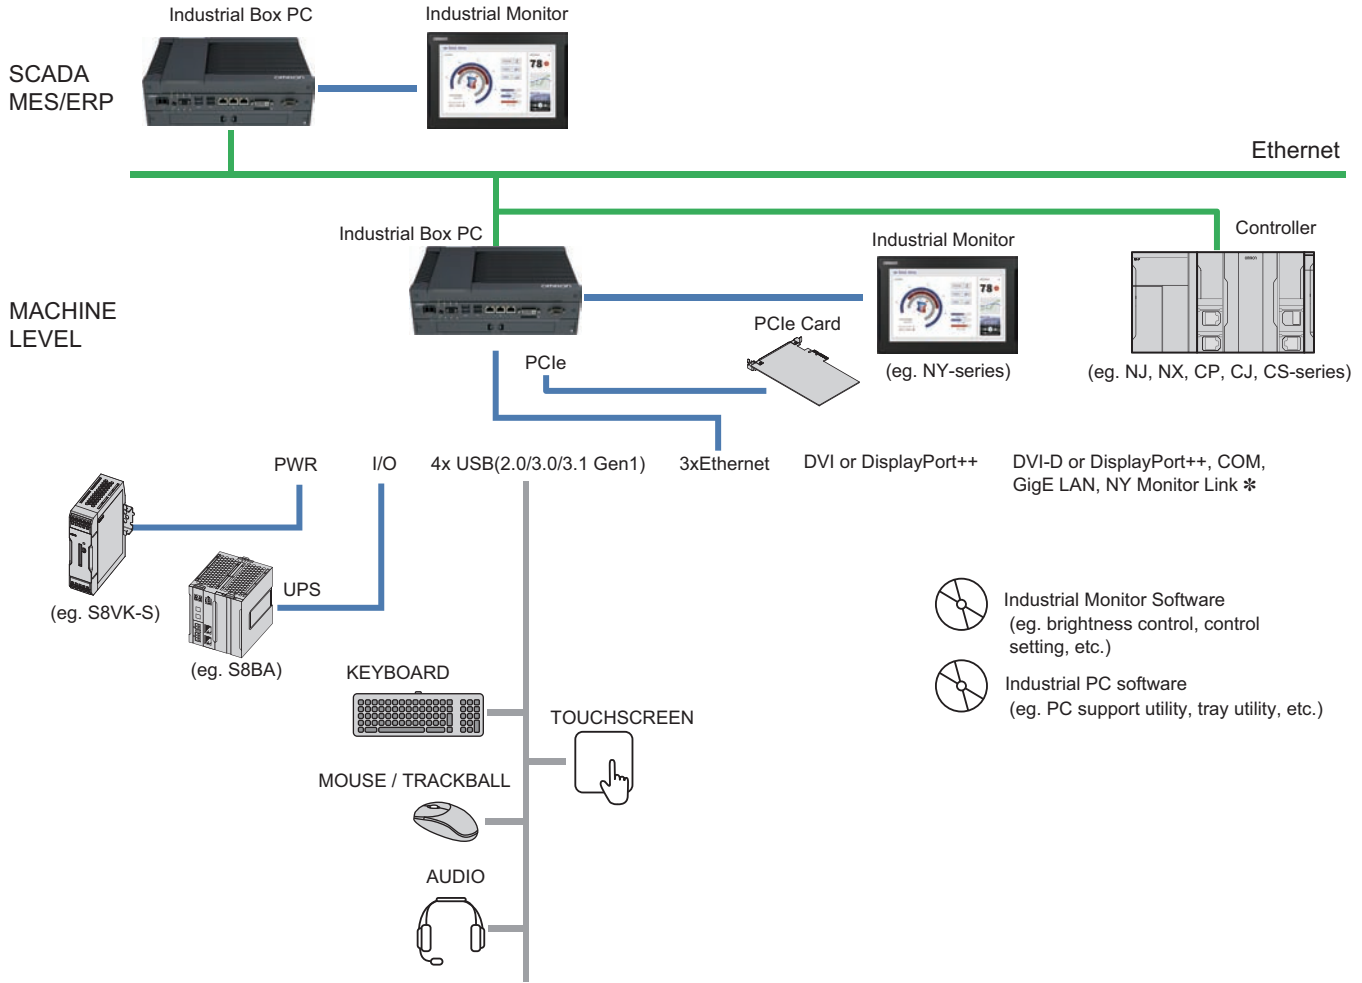 Industrial Box PC
Industrial Monitor
SCADA
MES/ERP
OMRON
78
Ethernet
Industrial Box PC
Industrial Monitor
Controller
MACHINE
LEVEL
OMRON
78
PCIe Card
PCIe
(eg. NY-series)
(eg. NJ, NX, CP, CJ, CS-series)
PWR
I/O
4x USB(2.0/3.0/3.1 Gen1)
3xEthernet
DVI or DisplayPort++
DVI-D or DisplayPort++, COM,
GigE LAN, NY Monitor Link ✻
UPS
(eg. S8VK-S)
(eg. S8BA)
Industrial Monitor Software
(eg. brightness control, control
setting, etc.)
Industrial PC software
(eg. PC support utility, tray utility, etc.)
KEYBOARD
TOUCHSCREEN
MOUSE / TRACKBALL
AUDIO